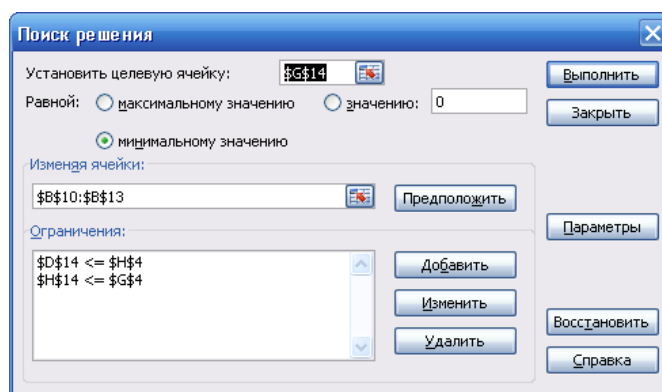 Поиск решения
Установить целевую ячейку: $G$14 Выполнить
Равной: максимальному значению значению: 0 Закрыть
минимальному значению
Изменяя ячейки:
$B$10:$B$13 Предположить
Ограничения: Параметры
$D$14 <= $H$4 Добавить
$H$14 <= $G$4
Изменить
Восстановить
Удалить
Справка